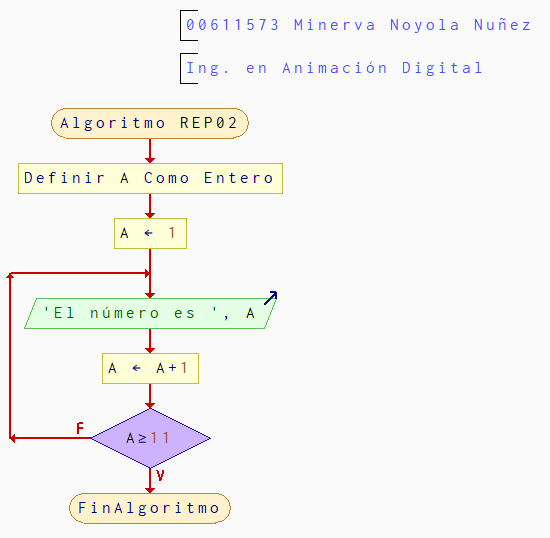 00611573 Minerva Noyola Nuñez
Ing. en Animación Digital
Algoritmo REP02
Definir A Como Entero
A ← 1
'El número es ', A
A ← A+1
F
A≥11
V
FinAlgoritmo